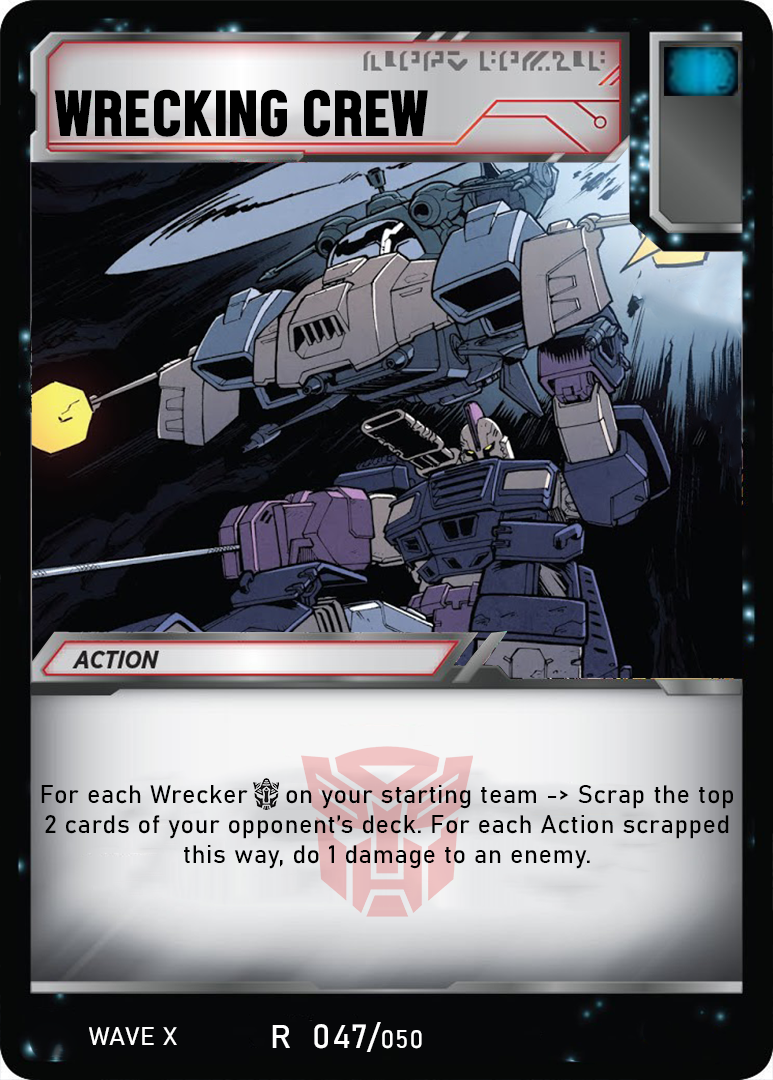 WRECKING CREW
ACTION
For each Wrecker on your starting team -> Scrap the top
2 cards of your opponent's deck. For each Action scrapped
this way, do 1 damage to an enemy.
WAVE X R 047/050